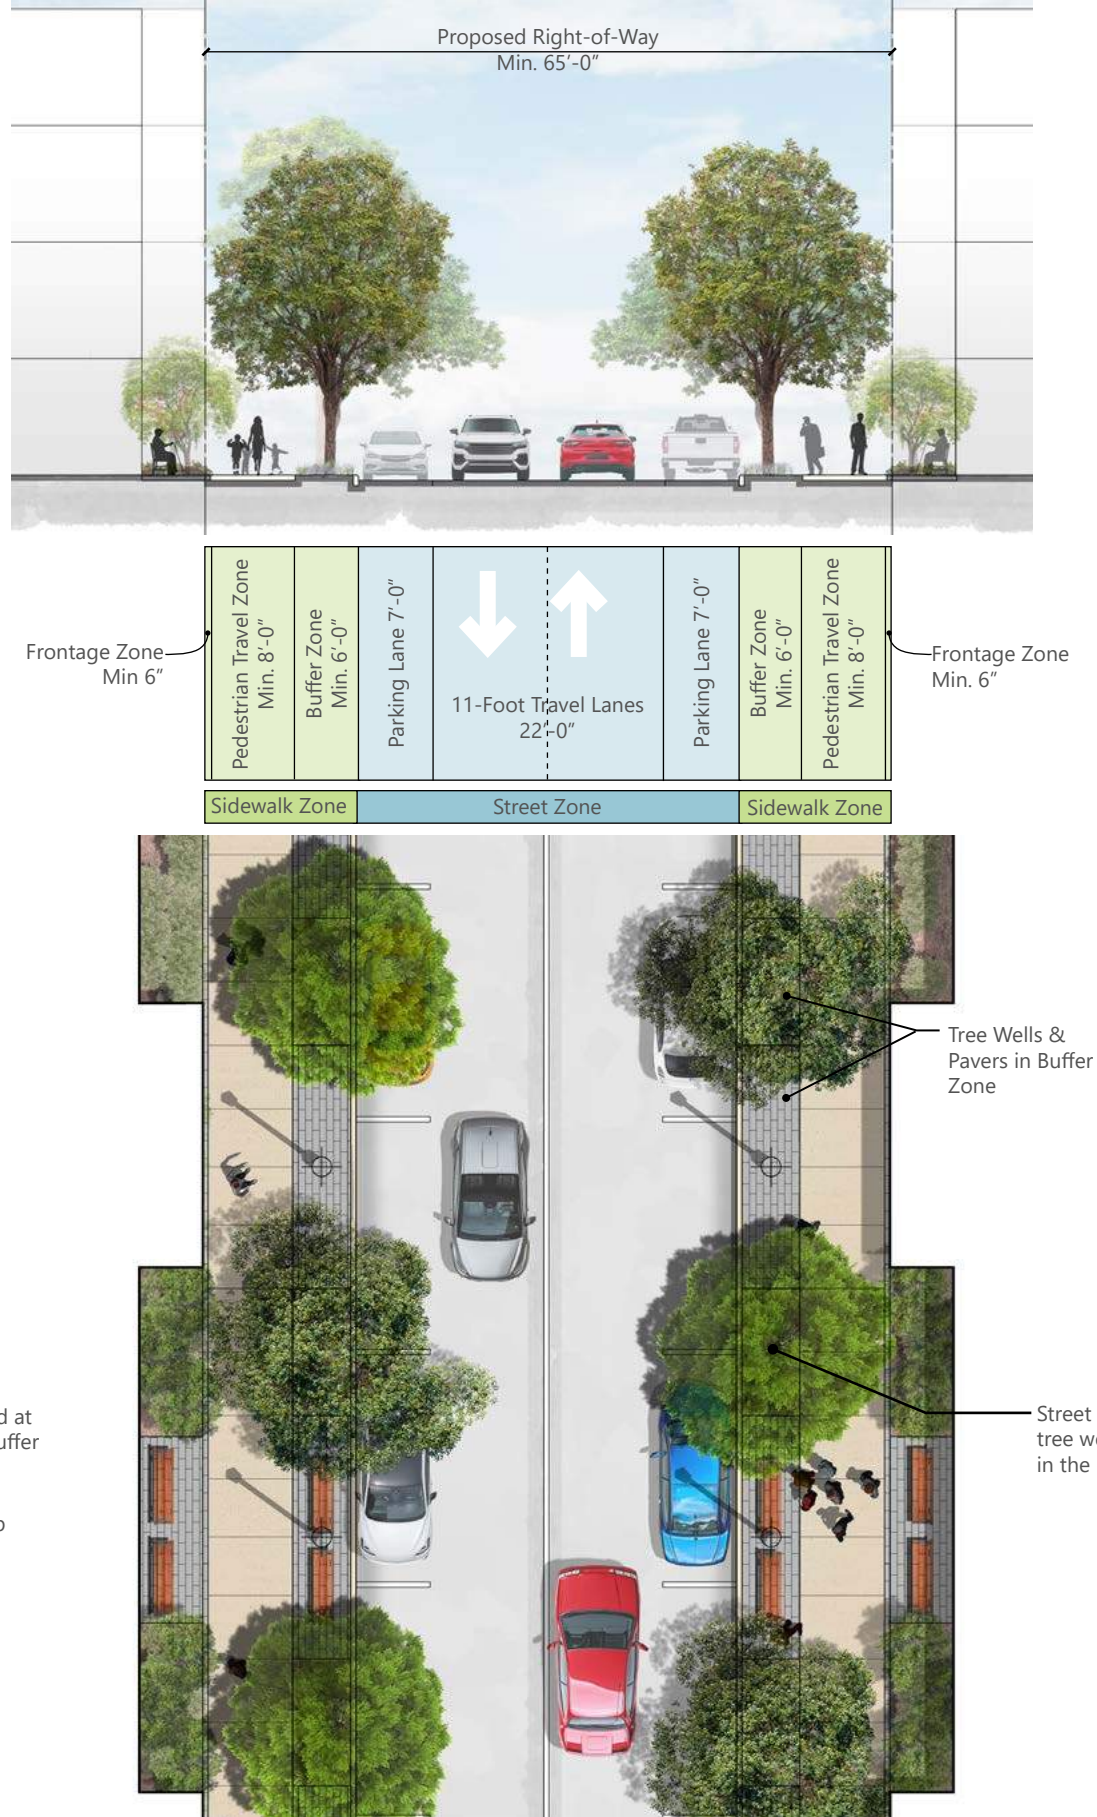 Proposed Right-of-Way
Min. 65'-0"
Frontage Zone
Min 6"
Pedestrian Travel Zone
Min. 8'-0"
Buffer Zone
Min. 6'-0"
Parking Lane 7'-0"
11-Foot Travel Lanes
22'-0"
Parking Lane 7'-0"
Buffer Zone
Min. 6'-0"
Pedestrian Travel Zone
Min. 8'-0"
Frontage Zone
Min. 6"
Sidewalk Zone
Street Zone
Sidewalk Zone
Tree Wells &
Pavers in Buffer
Zone
at
Street
tree
in the